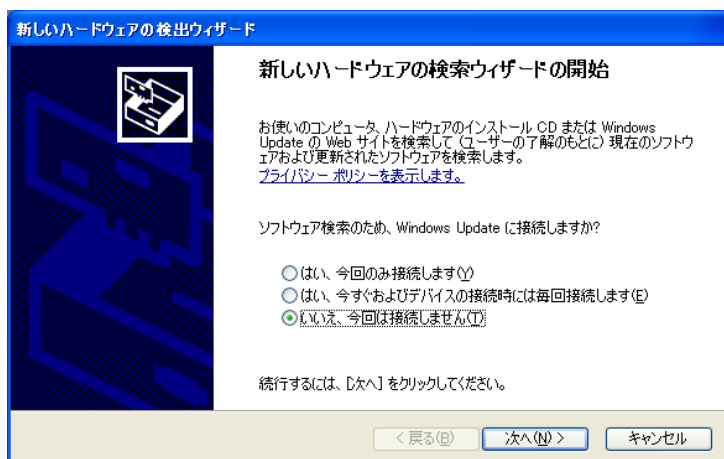 新しいハードウェアの検出ウィザード
新しいハードウェアの検索ウィザードの開始
お使いのコンピュータ、ハードウェアのインストール CD または Windows
Update の Web サイトを検索して (ユーザーの了解のもとに) 現在のソフトウ
ェアおよび更新されたソフトウェアを検索します。
プライバシー ポリシーを表示します。
ソフトウェア検索のため、Windows Update に接続しますか?
はい、今回のみ接続します(Y)
はい、今すぐおよびデバイスの接続時には毎回接続します(E)
いいえ、今回は接続しません(T)
続行するには、[次へ] をクリックしてください。
< 戻る(B) 次へ(N) > キャンセル